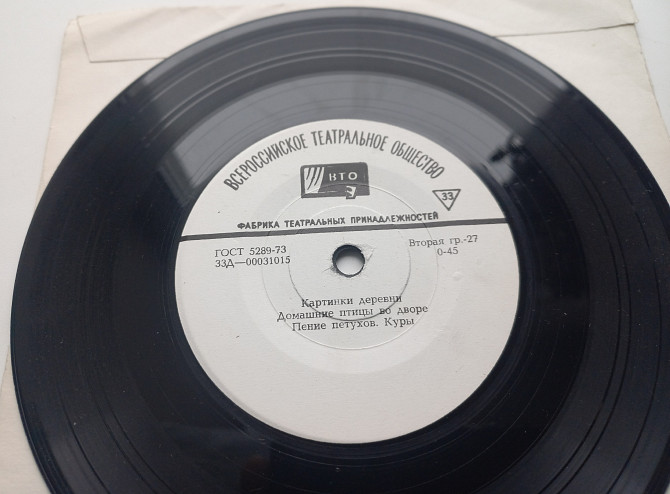 ВСЕРОССИЙСКОЕ ТЕАТРАЛЬНОЕ ОБЩЕСТВО
ВТО
33
ФАБРИКА ТЕАТРАЛЬНЫХ ПРИНАДЛЕЖНОСТЕЙ
ГОСТ 5289-73
33Д—00031015
Вторая гр.-27
0-45
Картинки деревни
Домашние птицы во дворе
Пение петухов. Куры